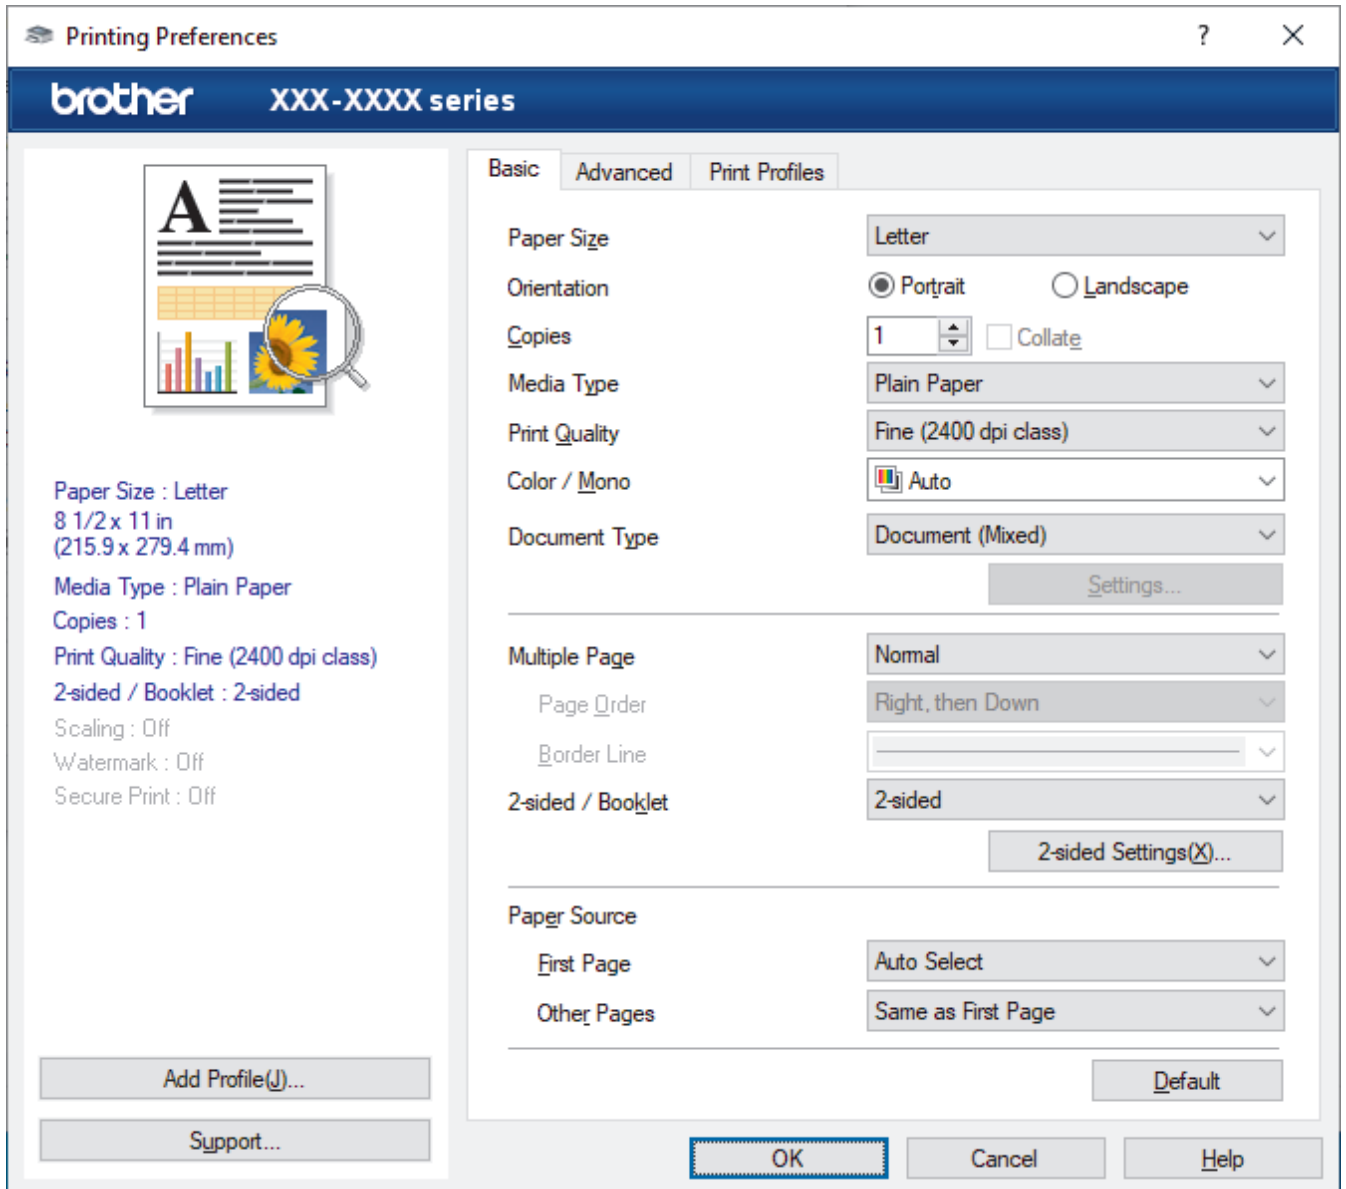 Printing Preferences ?
brother XXX-XXXX series
A
Paper Size : Letter
8 1/2 x 11 in
(215.9 x 279.4 mm)
Media Type : Plain Paper
Copies : 1
Print Quality : Fine (2400 dpi class)
2-sided / Booklet : 2-sided
Scaling : Off
Watermark : Off
Secure Print : Off
Add Profile(J)...
Support...
Basic Advanced Print Profiles
Paper Size Letter
Orientation Portrait Landscape
Copies 1 Collate
Media Type Plain Paper
Print Quality Fine (2400 dpi class)
Color / Mono Auto
Document Type Document (Mixed)
Settings...
Multiple Page Normal
Page Order Right, then Down
Border Line
2-sided / Booklet 2-sided
2-sided Settings(X)...
Paper Source
First Page Auto Select
Other Pages Same as First Page
Default
OK Cancel Help